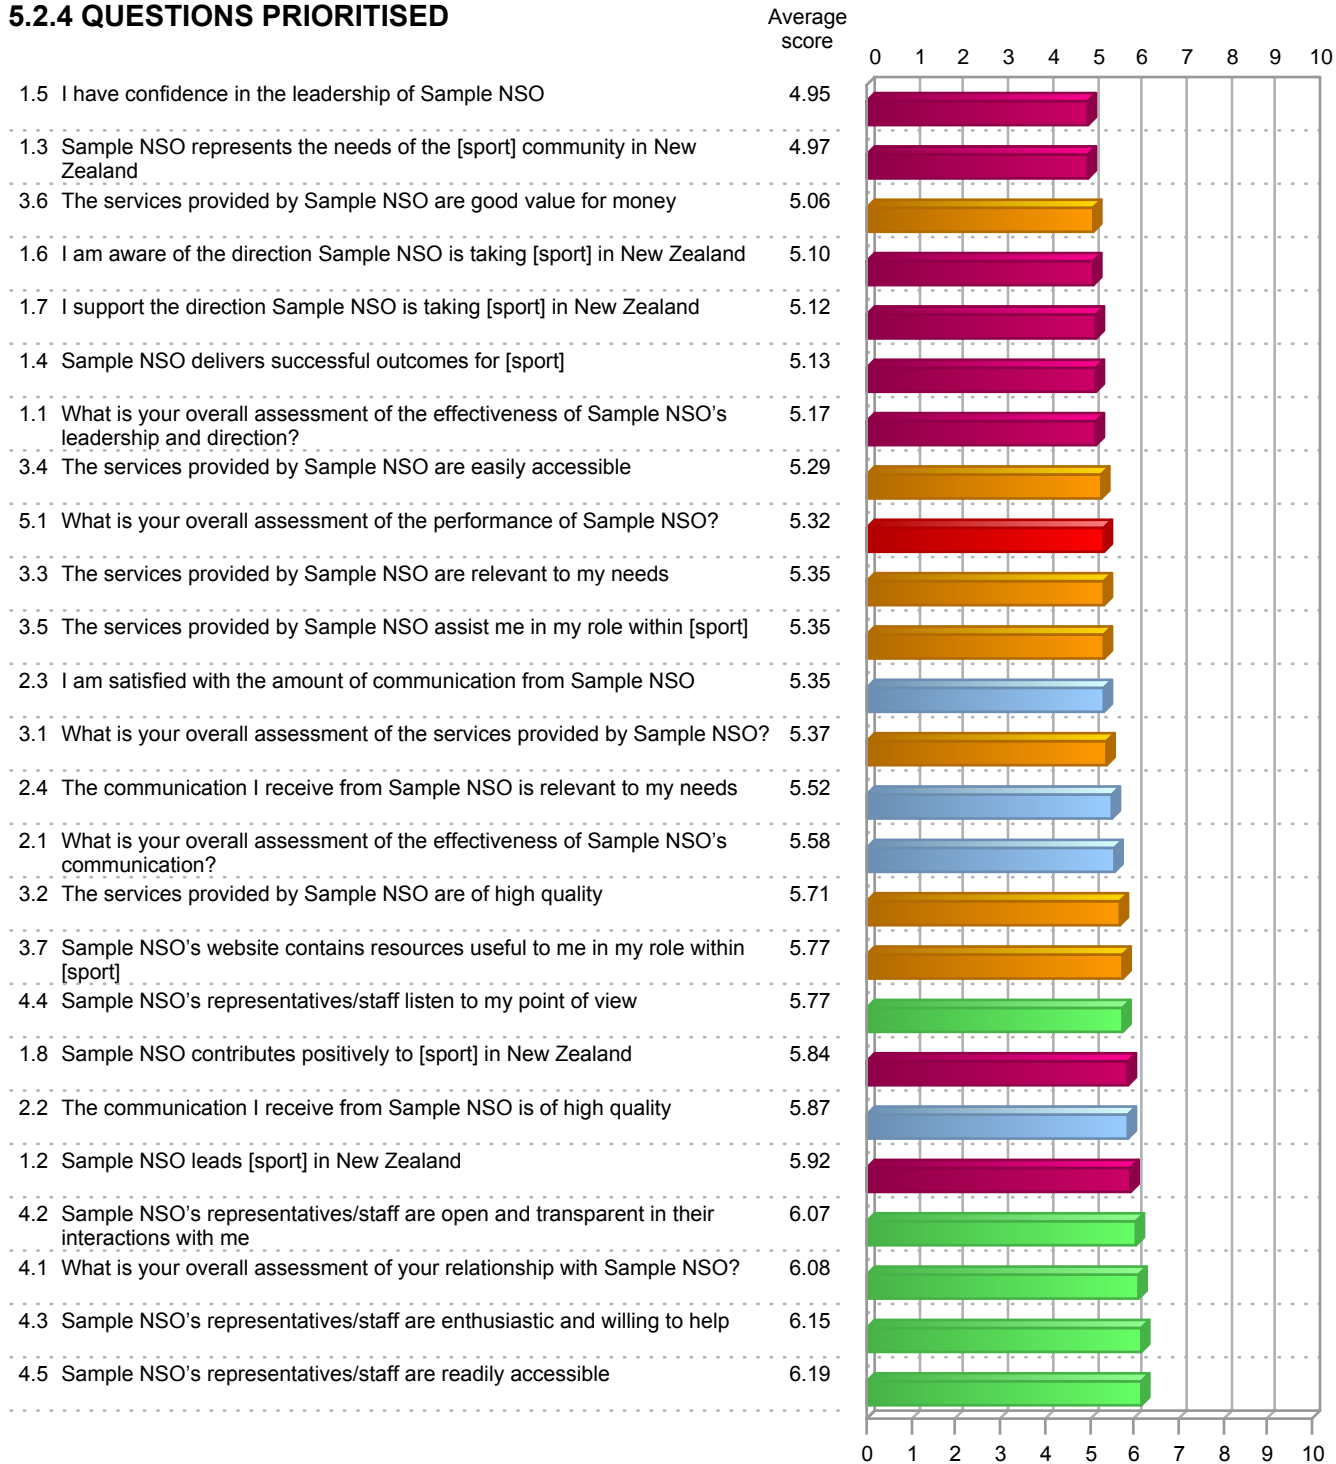 5.2.4 QUESTIONS PRIORITISED
Average
score
0 1 2 3 4 5 6 7 8 9 10
1.5 I have confidence in the leadership of Sample NSO 4.95
1.3 Sample NSO represents the needs of the [sport] community in New 4.97
Zealand
3.6 The services provided by Sample NSO are good value for money 5.06
1.6 I am aware of the direction Sample NSO is taking [sport] in New Zealand 5.10
1.7 I support the direction Sample NSO is taking [sport] in New Zealand 5.12
1.4 Sample NSO delivers successful outcomes for [sport] 5.13
1.1 What is your overall assessment of the effectiveness of Sample NSO’s 5.17
leadership and direction?
3.4 The services provided by Sample NSO are easily accessible 5.29
5.1 What is your overall assessment of the performance of Sample NSO? 5.32
3.3 The services provided by Sample NSO are relevant to my needs 5.35
3.5 The services provided by Sample NSO assist me in my role within [sport] 5.35
2.3 I am satisfied with the amount of communication from Sample NSO 5.35
3.1 What is your overall assessment of the services provided by Sample NSO? 5.37
2.4 The communication I receive from Sample NSO is relevant to my needs 5.52
2.1 What is your overall assessment of the effectiveness of Sample NSO’s 5.58
communication?
3.2 The services provided by Sample NSO are of high quality 5.71
3.7 Sample NSO’s website contains resources useful to me in my role within 5.77
[sport]
4.4 Sample NSO’s representatives/staff listen to my point of view 5.77
1.8 Sample NSO contributes positively to [sport] in New Zealand 5.84
2.2 The communication I receive from Sample NSO is of high quality 5.87
1.2 Sample NSO leads [sport] in New Zealand 5.92
4.2 Sample NSO’s representatives/staff are open and transparent in their 6.07
interactions with me
4.1 What is your overall assessment of your relationship with Sample NSO? 6.08
4.3 Sample NSO’s representatives/staff are enthusiastic and willing to help 6.15
4.5 Sample NSO’s representatives/staff are readily accessible 6.19
0 1 2 3 4 5 6 7 8 9 10